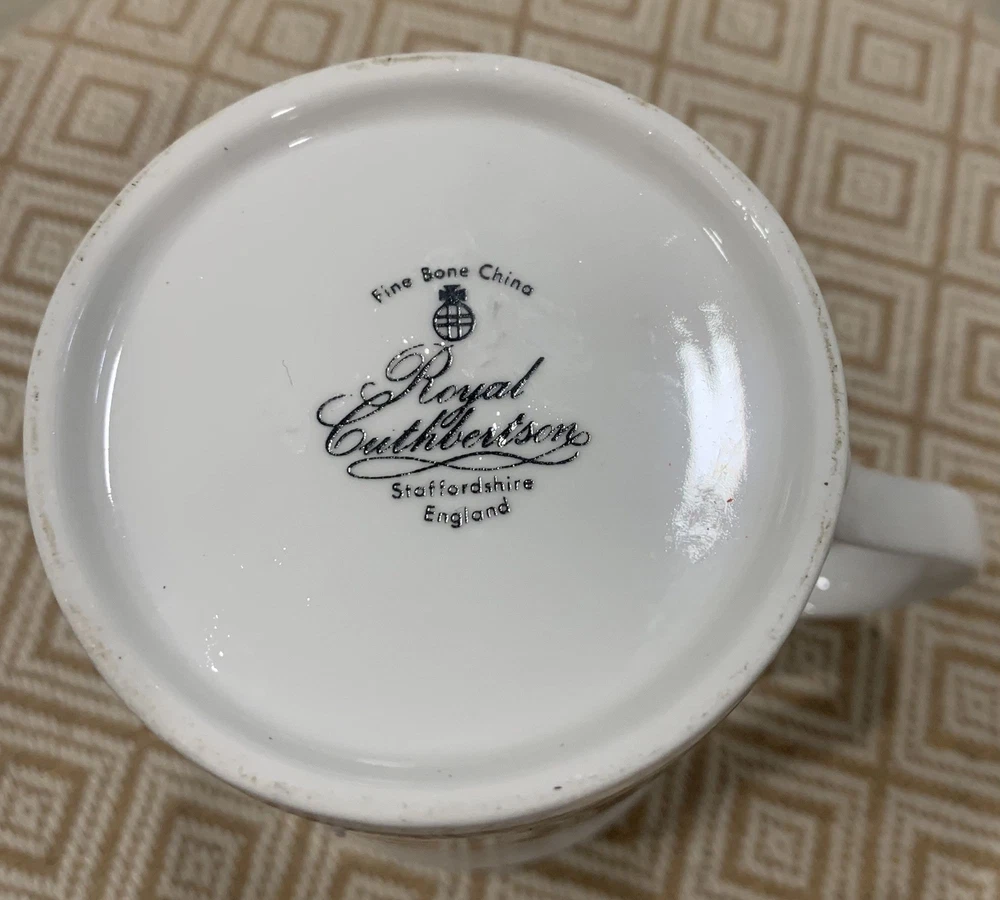 Fine Bone China
Royal
Cuthbertson
Staffordshire
England